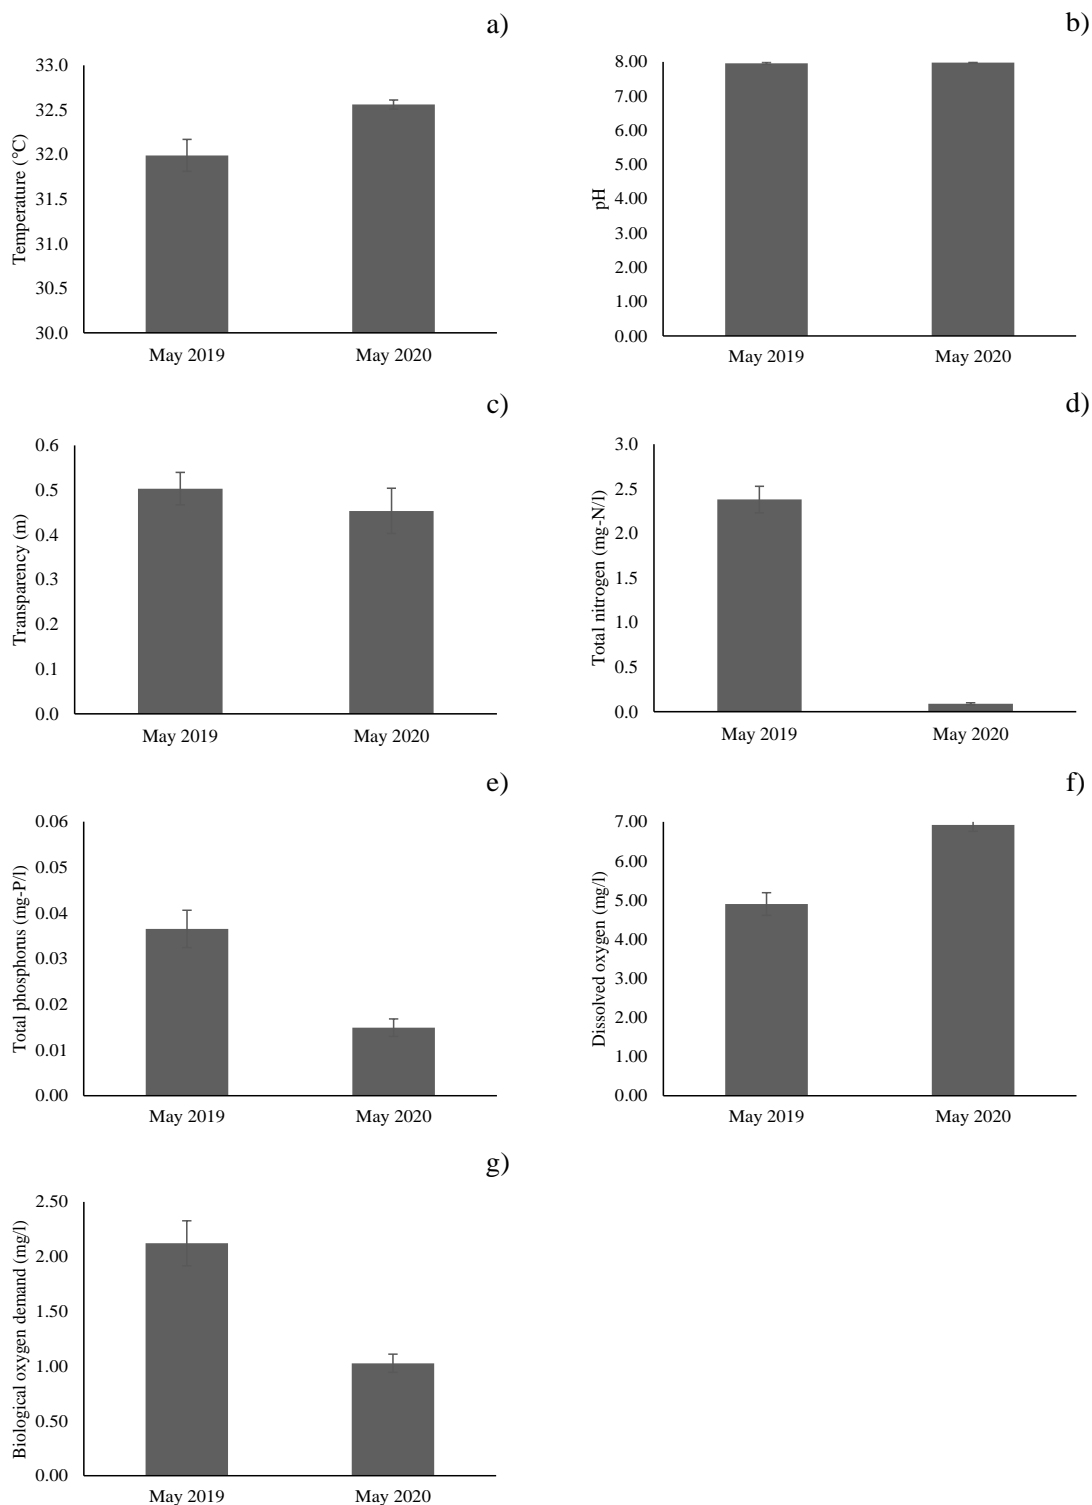 a)
Temperature (°C)
33.0
32.5
32.0
31.5
31.0
30.5
30.0
May 2019
May 2020
b)
pH
8.00
7.00
6.00
5.00
4.00
3.00
2.00
1.00
0.00
May 2019
May 2020
c)
Transparency (m)
0.6
0.5
0.4
0.3
0.2
0.1
0.0
May 2019
May 2020
d)
Total nitrogen (mg-N/l)
3.0
2.5
2.0
1.5
1.0
0.5
0.0
May 2019
May 2020
e)
Total phosphorus (mg-P/l)
0.06
0.05
0.04
0.03
0.02
0.01
0.00
May 2019
May 2020
f)
Dissolved oxygen (mg/l)
7.00
6.00
5.00
4.00
3.00
2.00
1.00
0.00
May 2019
May 2020
g)
Biological oxygen demand (mg/l)
2.50
2.00
1.50
1.00
0.50
0.00
May 2019
May 2020